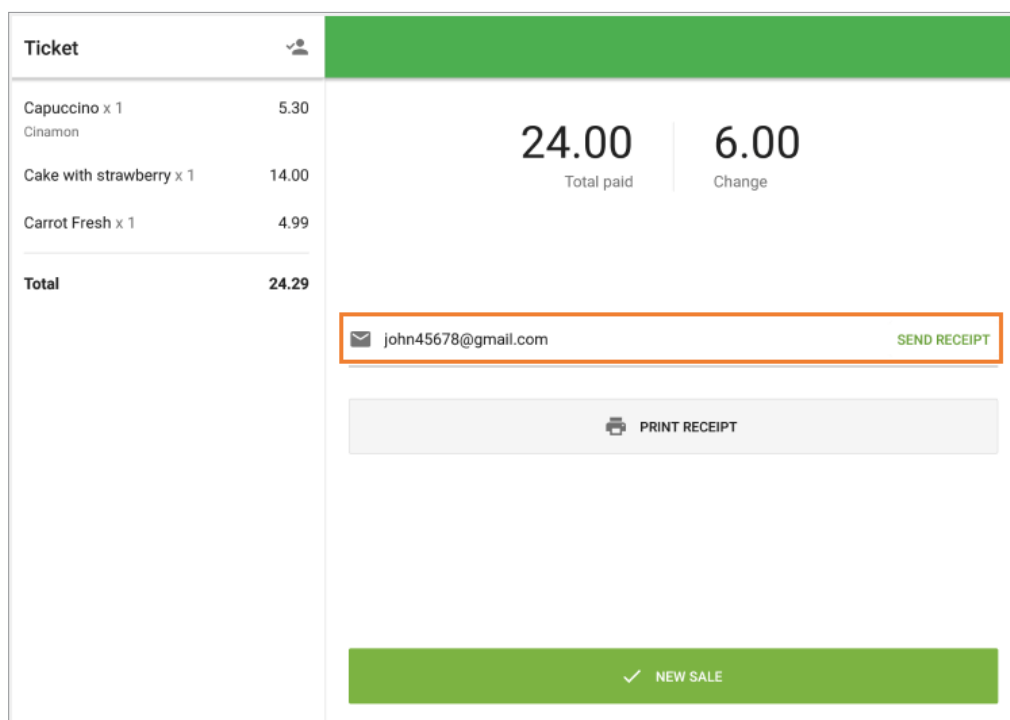 Ticket
Capuccino x 1 5.30
Cinamon
Cake with strawberry x 1 14.00
Carrot Fresh x 1 4.99
Total 24.29
24.00 6.00
Total paid Change
john45678@gmail.com SEND RECEIPT
PRINT RECEIPT
NEW SALE